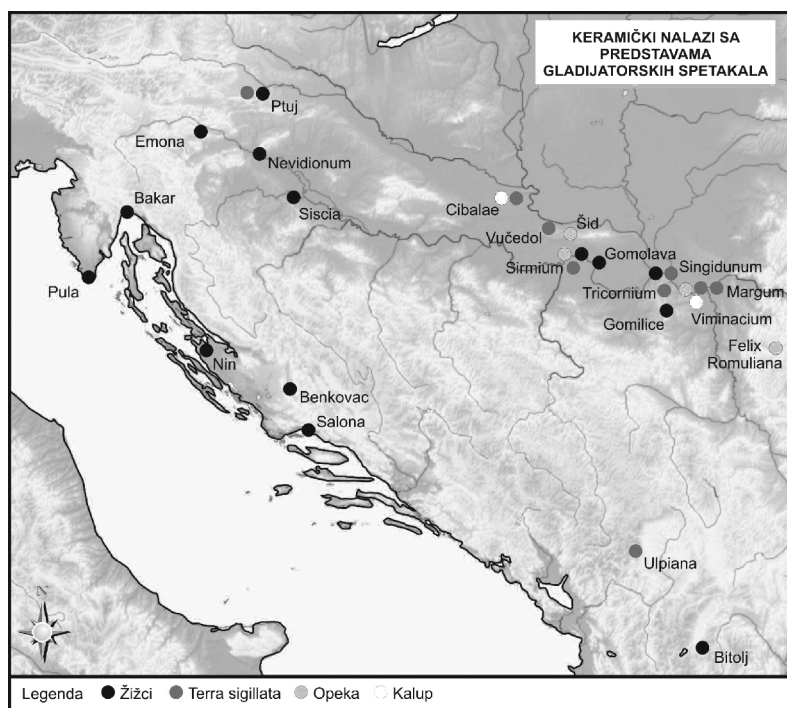 KERAMIČKI NALAZI SA
PREDSTAVAMA
GLADIJATORSKIH SPETAKALA
Ptuj
Emona
Nevidionum
Bakar
Siscia
Cibalae
Šid
Vučedol
Gomolava
Sirmium
Singidunum
Pula
Tricornium
Margum
Gomilice
Viminacium
Felix
Romuliana
Nin
Benkovac
Salona
Ulpiana
Bitolj
Legenda Žižci Terra sigillata Opeka Kalup